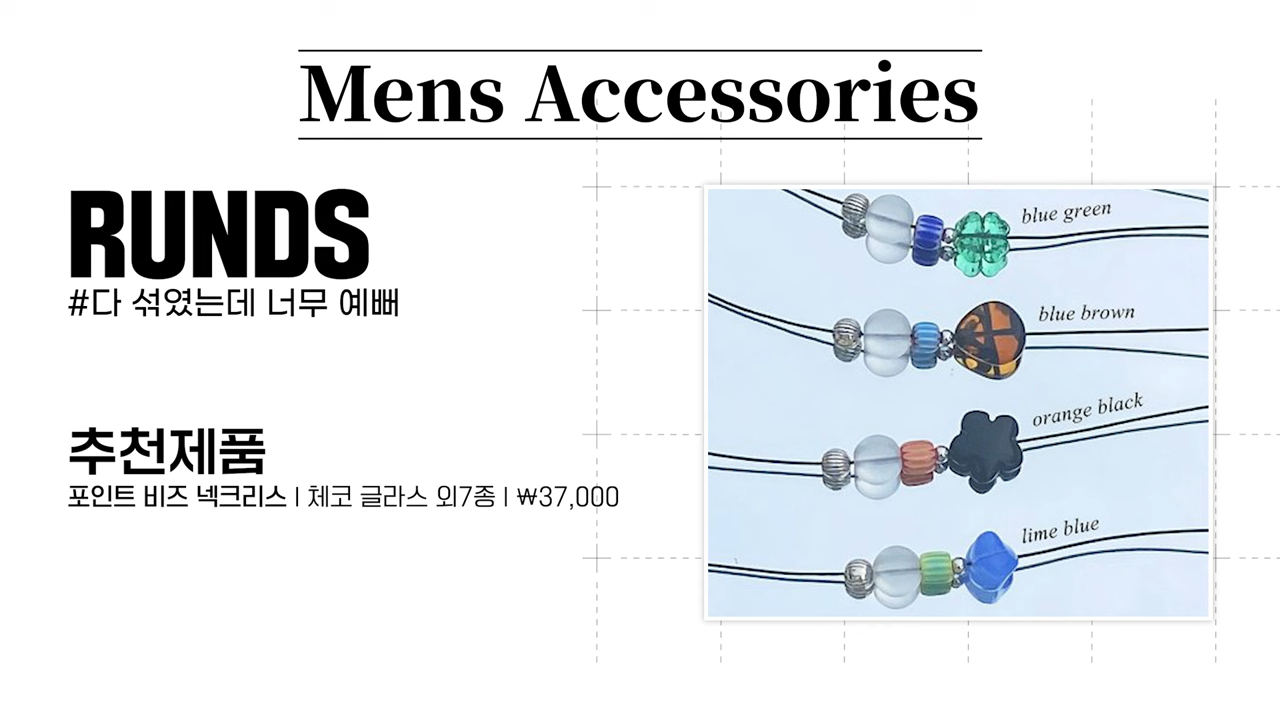 Mens Accessories
RUNDS
#다 섞였는데 너무 예뻐
추천제품
포인트 비즈 넥크리스 | 체코 글라스 외7종 | ₩37,000
blue green
blue brown
orange black
lime blue